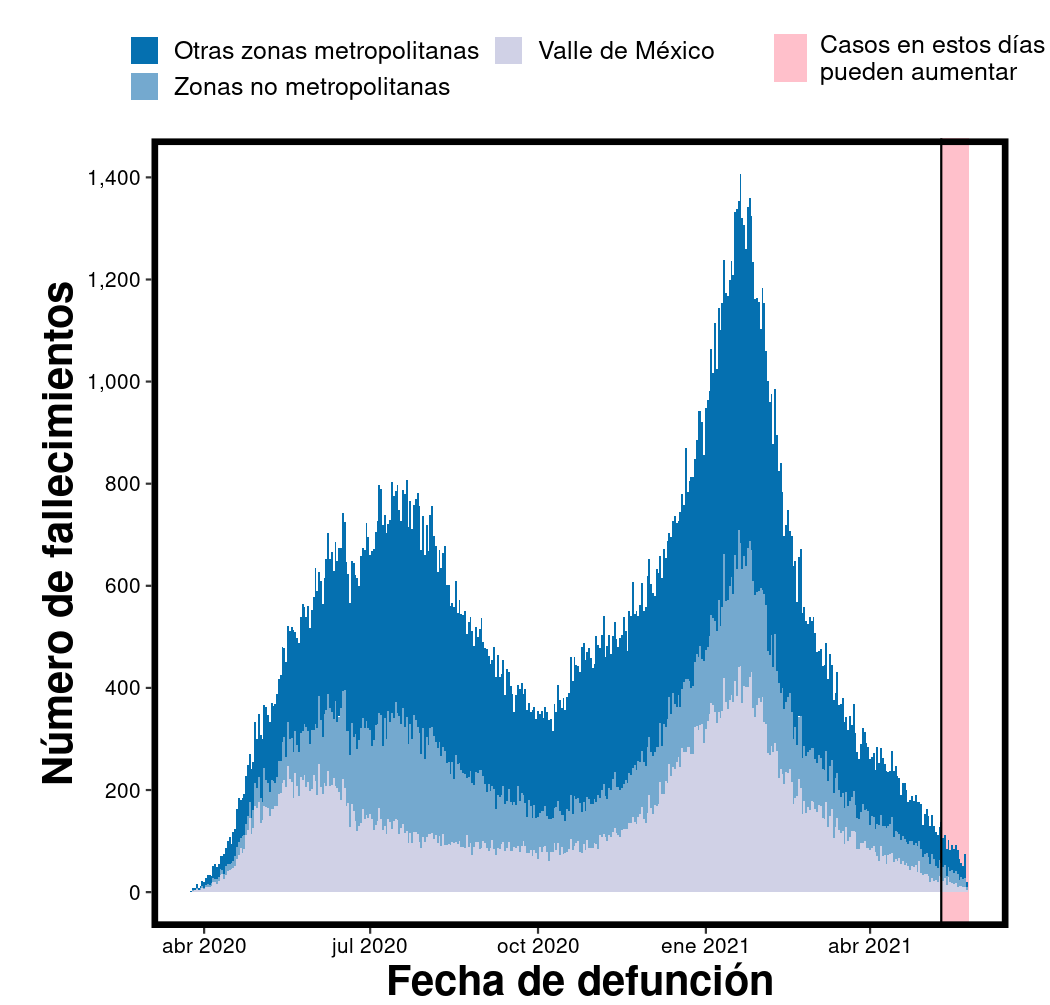 Otras zonas metropolitanas
Zonas no metropolitanas
Valle de México
Casos en estos días
pueden aumentar
Número de fallecimientos
1,400
1,200
1,000
800
600
400
200
0
abr 2020
jul 2020
oct 2020
ene 2021
abr 2021
Fecha de defunción